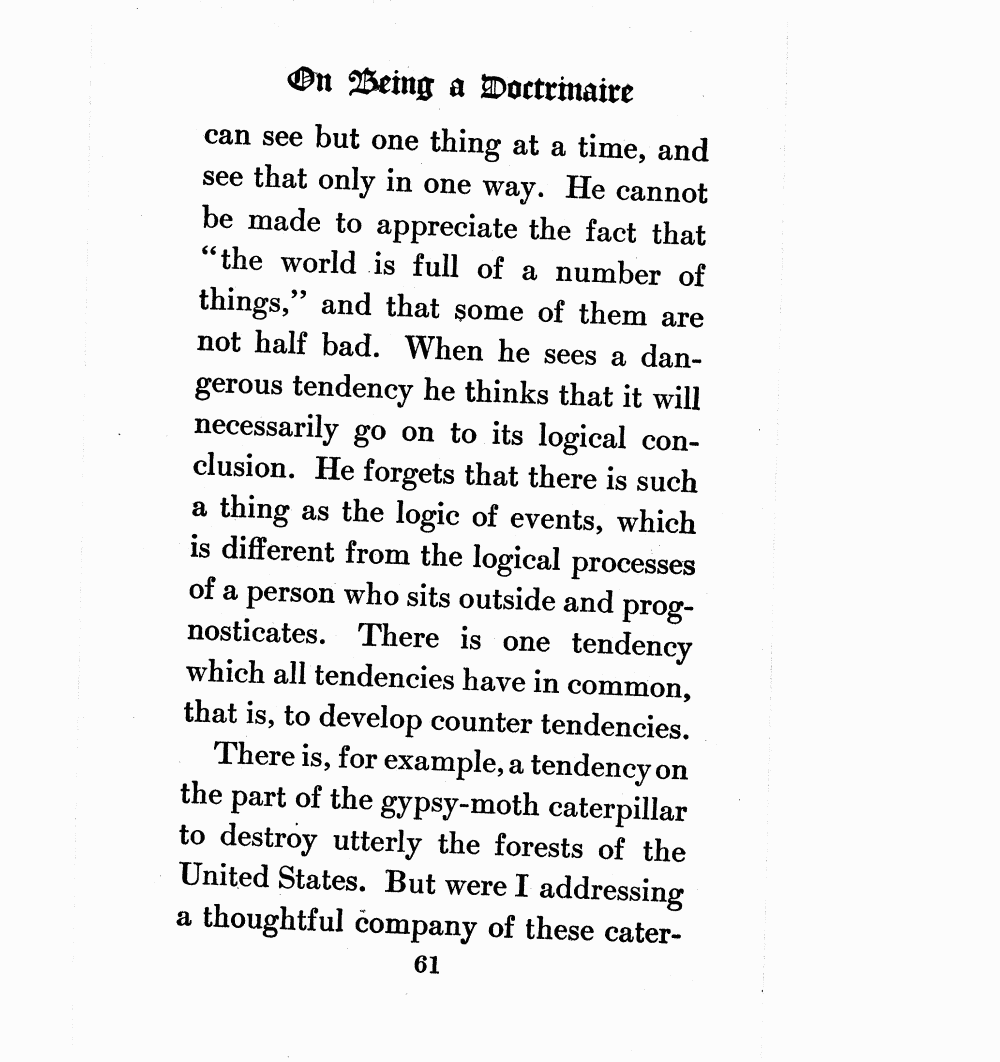 On Being a Doctrinaire
can see but one thing at a time, and
see that only in one way. He cannot
be made to appreciate the fact that
“the world is full of a number of
things,” and that some of them are
not half bad. When he sees a dan-
gerous tendency he thinks that it will
necessarily go on to its logical con-
clusion. He forgets that there is such
a thing as the logic of events, which
is different from the logical processes
of a person who sits outside and prog-
nosticates. There is one tendency
which all tendencies have in common,
that is, to develop counter tendencies.
There is, for example, a tendency on
the part of the gypsy-moth caterpillar
to destroy utterly the forests of the
United States. But were I addressing
a thoughtful company of these cater-
61